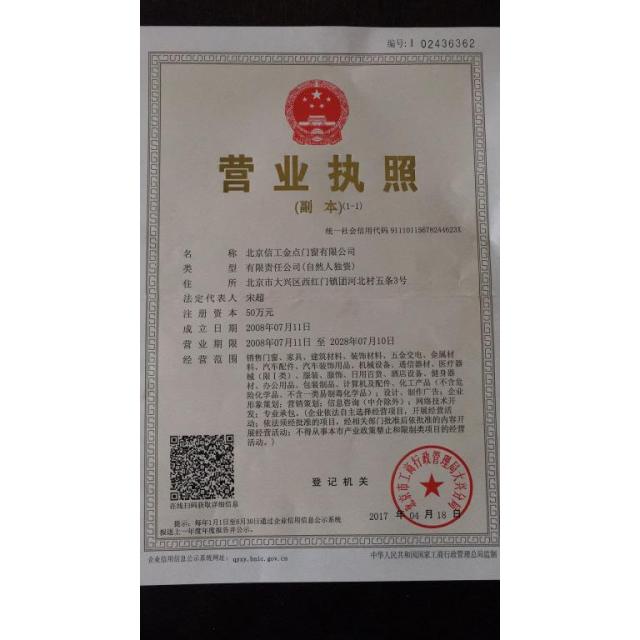 编号: 1 02436362
营业执照
(副 本)(1-1)
统一社会信用代码 91110115678244623X
名 称 北京信工金点门窗有限公司
类 型 有限责任公司(自然人独资)
住 所 北京市大兴区西红门镇团河北村五条3号
法定代表人 宋超
注册资本 50万元
成立日期 2008年07月11日
营业期限 2008年07月11日 至 2028年07月10日
经营范围 销售门窗、家具、建筑材料、装饰材料、五金交电、金属材
料、汽车配件、汽车装饰用品、机械设备、通信器材、医疗器
械（限Ⅰ类）、服装、服饰、日用百货、酒店设备、健身器
材、办公用品、包装制品、计算机及配件、化工产品（不含危
险化学品、不含一类易制毒化学品）；设计、制作广告；企业
形象策划；营销策划；信息咨询（中介除外）；网络技术开
发；专业承包。（企业依法自主选择经营项目，开展经营活
动；依法须经批准的项目，经相关部门批准后依批准的内容开
展经营活动；不得从事本市产业政策禁止和限制类项目的经营
活动。）
在线扫码获取详细信息
登记机关
北京市工商行政管理局大兴分局
2017 年 04 月 18 日
提示：每年1月1日至6月30日通过企业信用信息公示系统
报送上一年度年度报告并公示。
企业信用信息公示系统网址: qyxy.baic.gov.cn
中华人民共和国国家工商行政管理总局监制